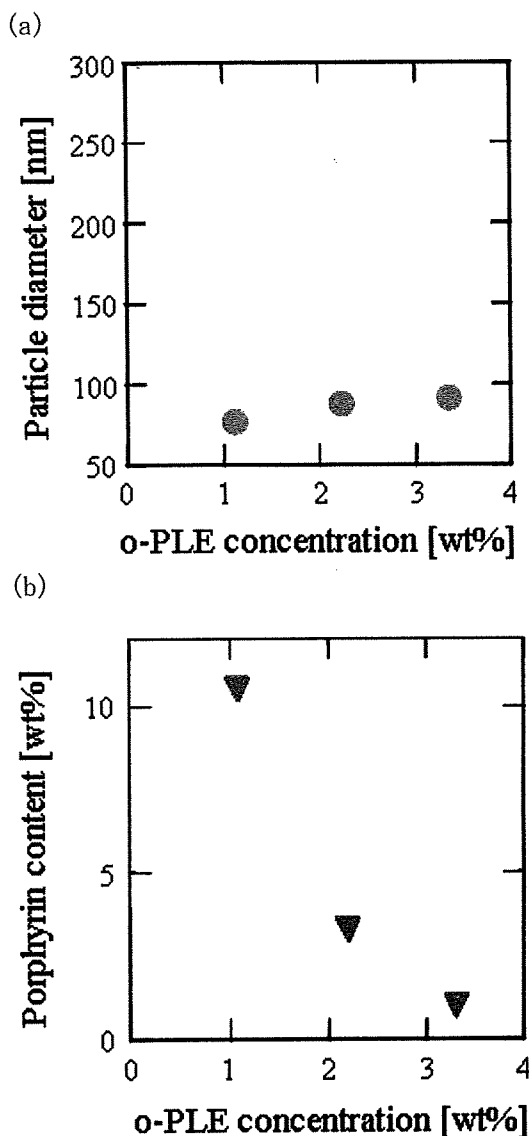 (a)
300
250
200
150
100
50
Particle diameter [nm]
0 1 2 3 4
o-PLE concentration [wt%]
(b)
10
5
0
Porphyrin content [wt%]
0 1 2 3 4
o-PLE concentration [wt%]